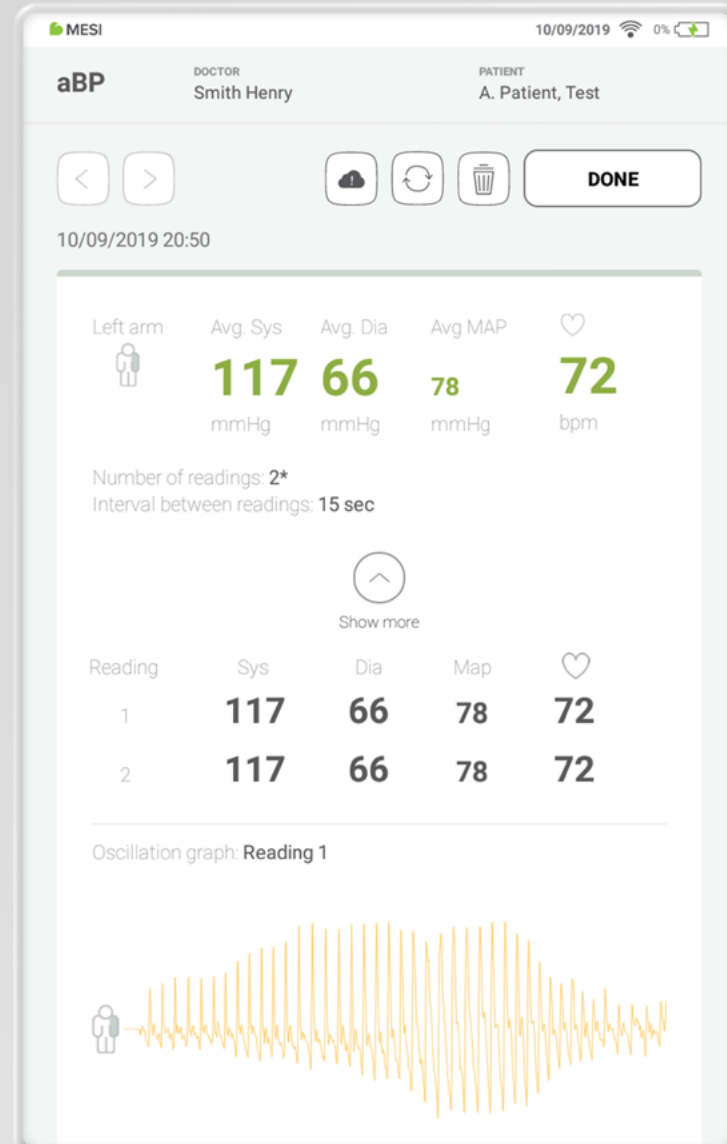 MESI 10/09/2019 0%
aBP
DOCTOR PATIENT
Smith Henry A. Patient, Test
DONE
10/09/2019 20:50
Left arm Avg. Sys Avg. Dia Avg MAP
117 66 78 72
mmHg mmHg mmHg bpm
Number of readings: 2*
Interval between readings: 15 sec
Show more
Reading Sys Dia Map
1 117 66 78 72
2 117 66 78 72
Oscillation graph: Reading 1